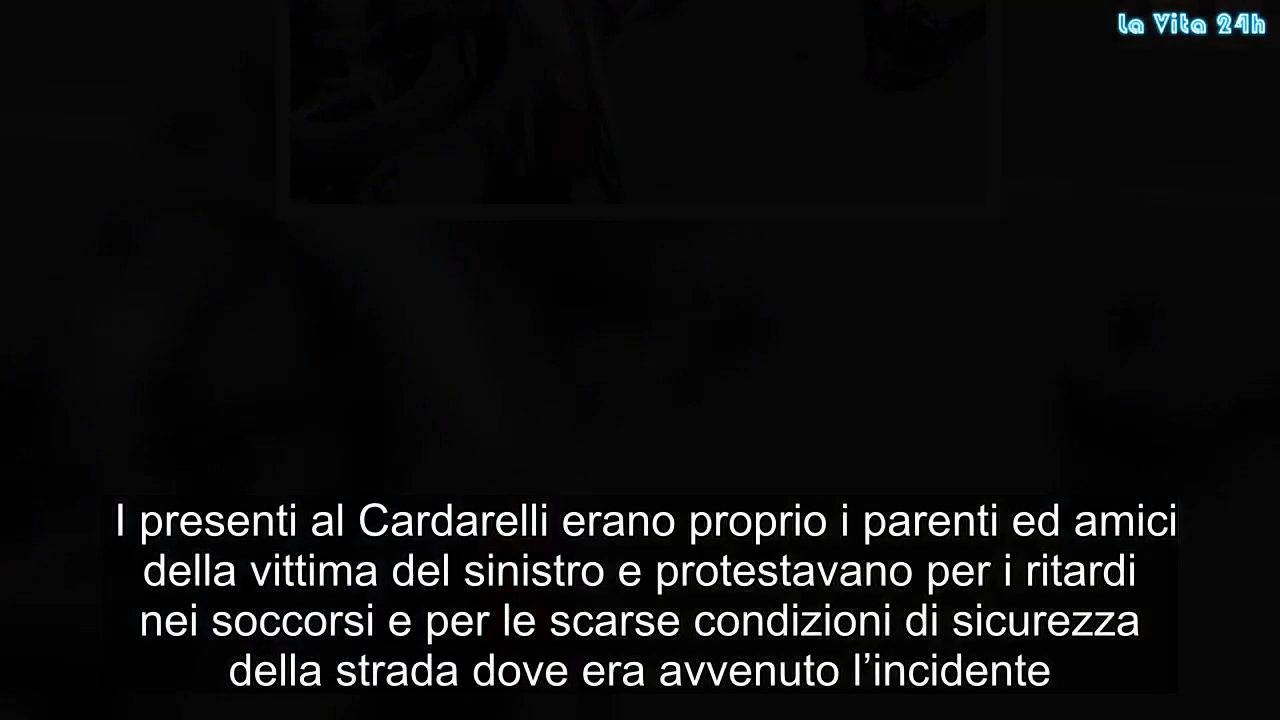 La Vita 24h
I presenti al Cardarelli erano proprio i parenti ed amici
della vittima del sinistro e protestavano per i ritardi
nei soccorsi e per le scarse condizioni di sicurezza
della strada dove era avvenuto l’incidente